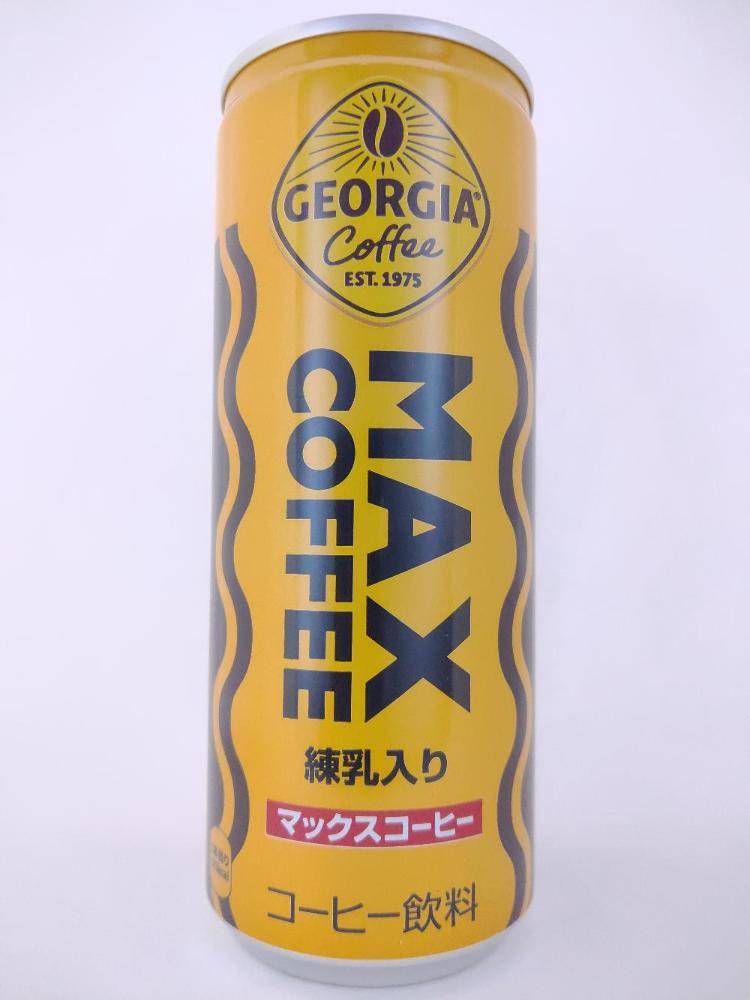 GEORGIA®
Coffee
EST. 1975
MAX
COFFEE
練乳入り
マックスコーヒー
コーヒー飲料